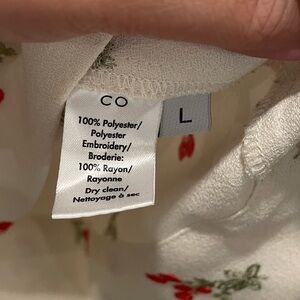 CO
L
100% Polyester/
Polyester
Embroidery/
Broderie:
100% Rayon/
Rayonne
Dry clean/
Nettoyage à sec